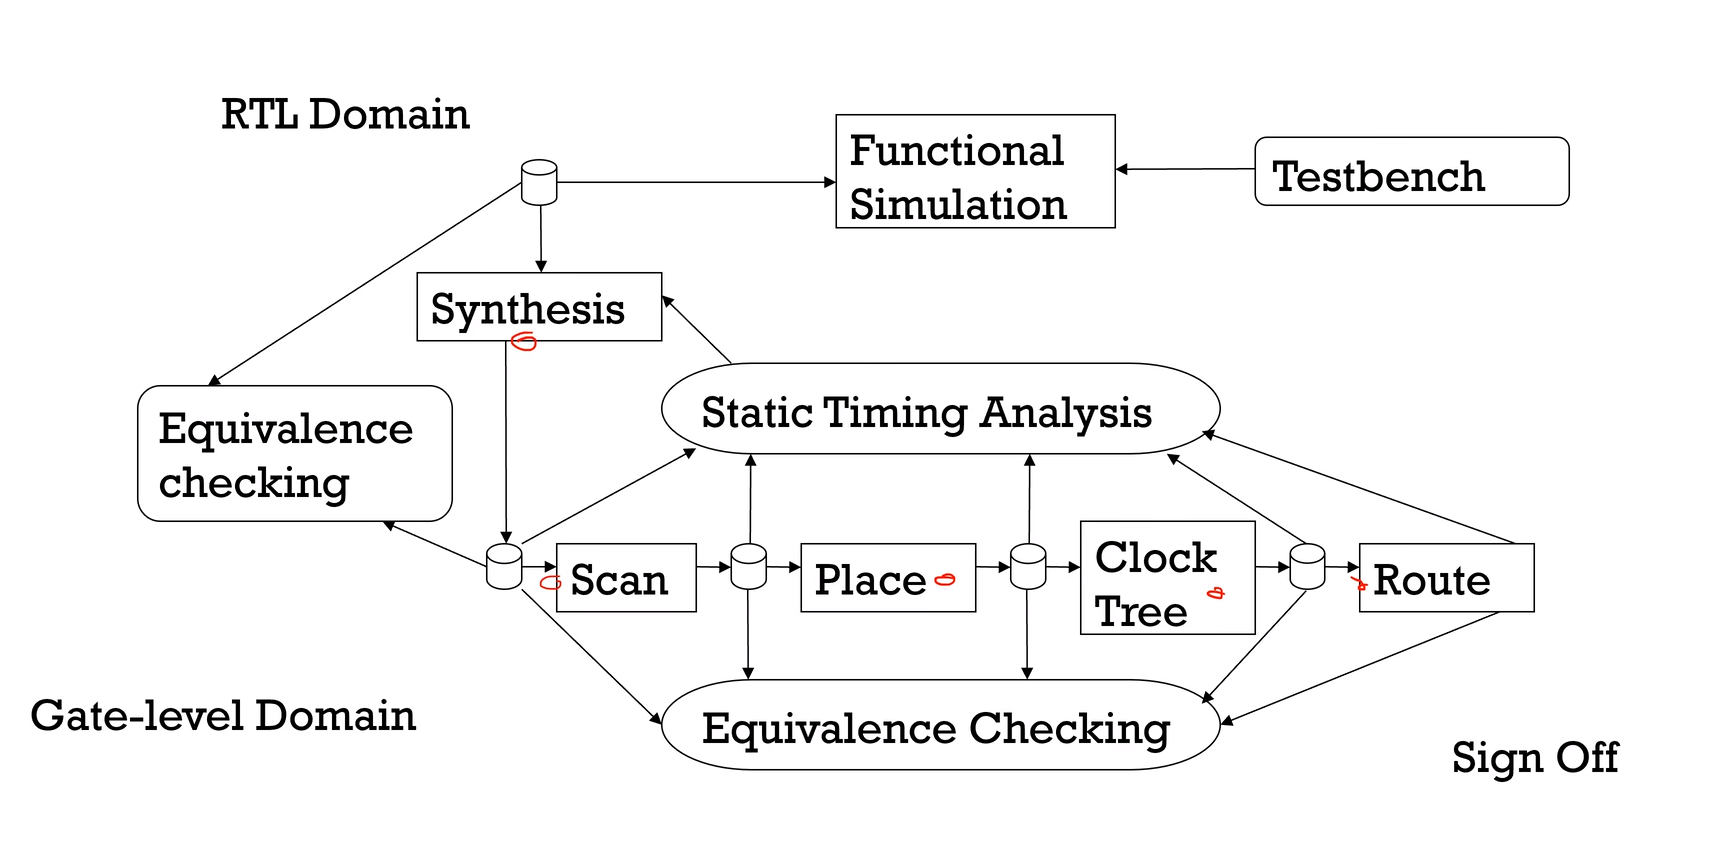 RTL Domain
Functional
Simulation
Testbench
Synthesis
Static Timing Analysis
Equivalence
checking
Scan
Place
Clock
Tree
Route
Gate-level Domain
Equivalence Checking
Sign Off